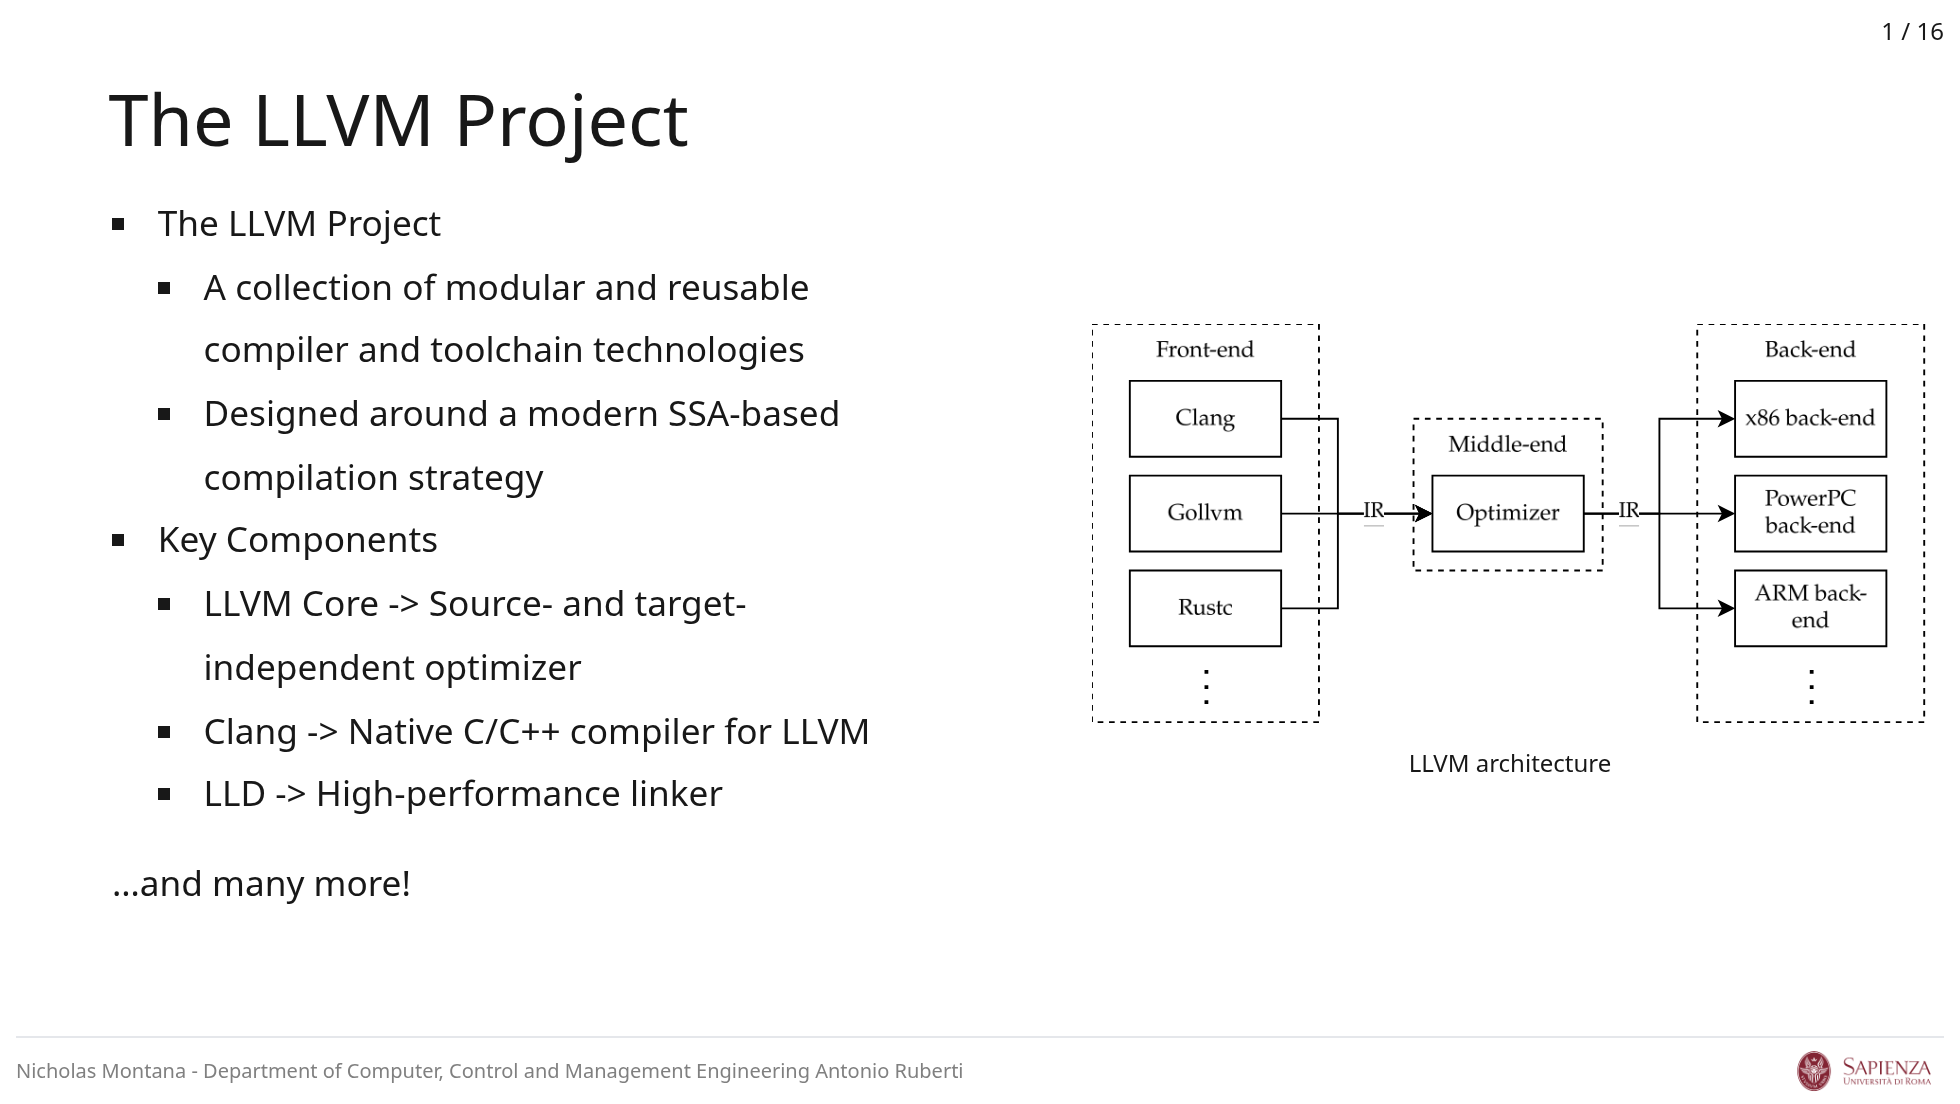 1 / 16
The LLVM Project
The LLVM Project
A collection of modular and reusable
compiler and toolchain technologies
Designed around a modern SSA-based
compilation strategy
Key Components
LLVM Core -> Source- and target-
independent optimizer
Clang -> Native C/C++ compiler for LLVM
LLD -> High-performance linker
...and many more!
Front-end
Clang
Gollvm
Rustc
IR
Middle-end
Optimizer
IR
Back-end
x86 back-end
PowerPC
back-end
ARM back-
end
LLVM architecture
Nicholas Montana - Department of Computer, Control and Management Engineering Antonio Ruberti
SAPIENZA
UNIVERSITÀ DI ROMA